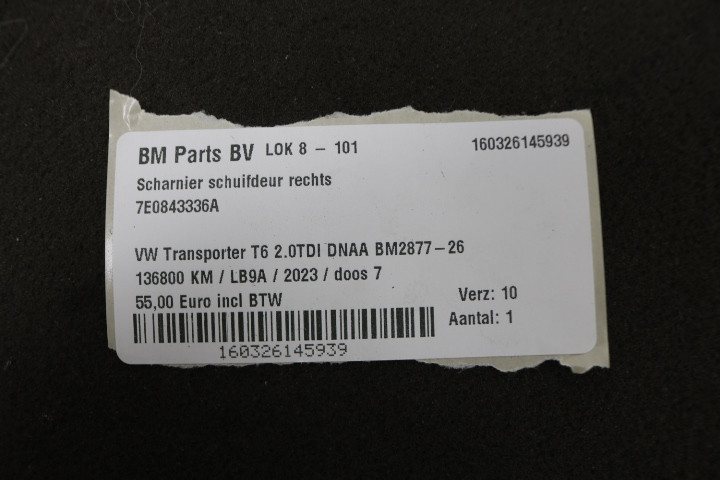 BM Parts BV LOK 8 - 101 160326145939
Scharnier schuifdeur rechts
7E0843336A
VW Transporter T6 2.0TDI DNAA BM2877-26
136800 KM / LB9A / 2023 / doos 7
55,00 Euro incl BTW Verz: 10
Aantal: 1
160326145939